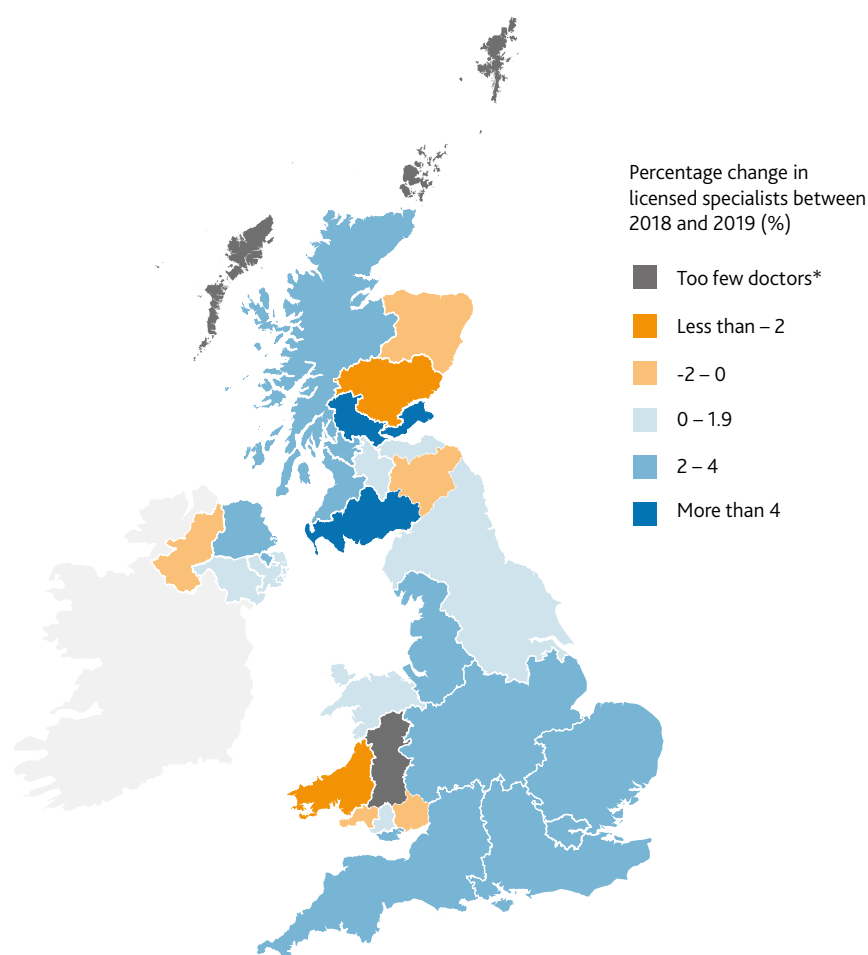 Percentage change in
licensed specialists between
2018 and 2019 (%)
Too few doctors*
Less than – 2
-2 – 0
0 – 1.9
2 – 4
More than 4